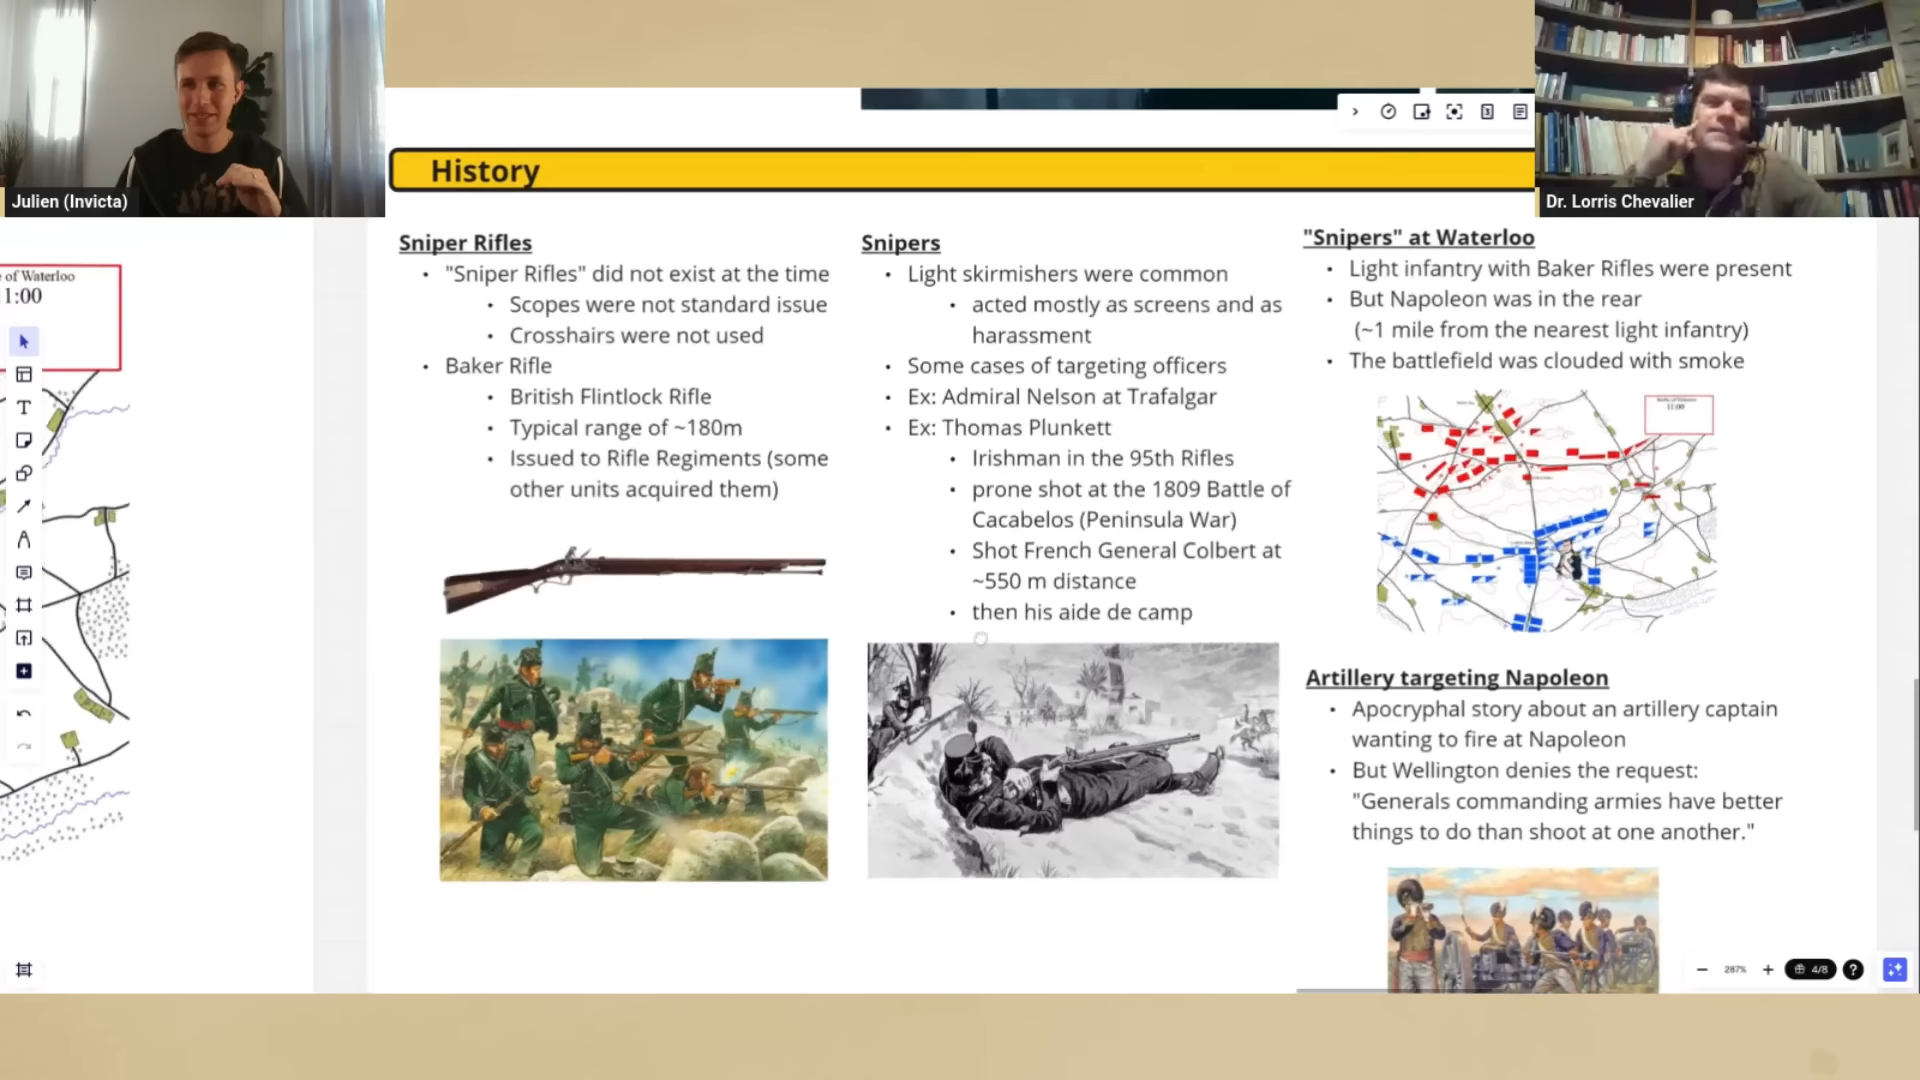 Julien (Invicta)
Dr. Lorris Chevalier
History
of Waterloo
11:00
Sniper Rifles
• "Sniper Rifles" did not exist at the time
• Scopes were not standard issue
• Crosshairs were not used
• Baker Rifle
• British Flintlock Rifle
• Typical range of ~180m
• Issued to Rifle Regiments (some
other units acquired them)
Snipers
• Light skirmishers were common
• acted mostly as screens and as
harassment
• Some cases of targeting officers
• Ex: Admiral Nelson at Trafalgar
• Ex: Thomas Plunkett
• Irishman in the 95th Rifles
• prone shot at the 1809 Battle of
Cacabelos (Peninsula War)
• Shot French General Colbert at
~550 m distance
• then his aide de camp
"Snipers" at Waterloo
• Light infantry with Baker Rifles were present
• But Napoleon was in the rear
(~1 mile from the nearest light infantry)
• The battlefield was clouded with smoke
Battle of Waterloo
11:00
Artillery targeting Napoleon
• Apocryphal story about an artillery captain
wanting to fire at Napoleon
• But Wellington denies the request:
"Generals commanding armies have better
things to do than shoot at one another."
287%
4/8